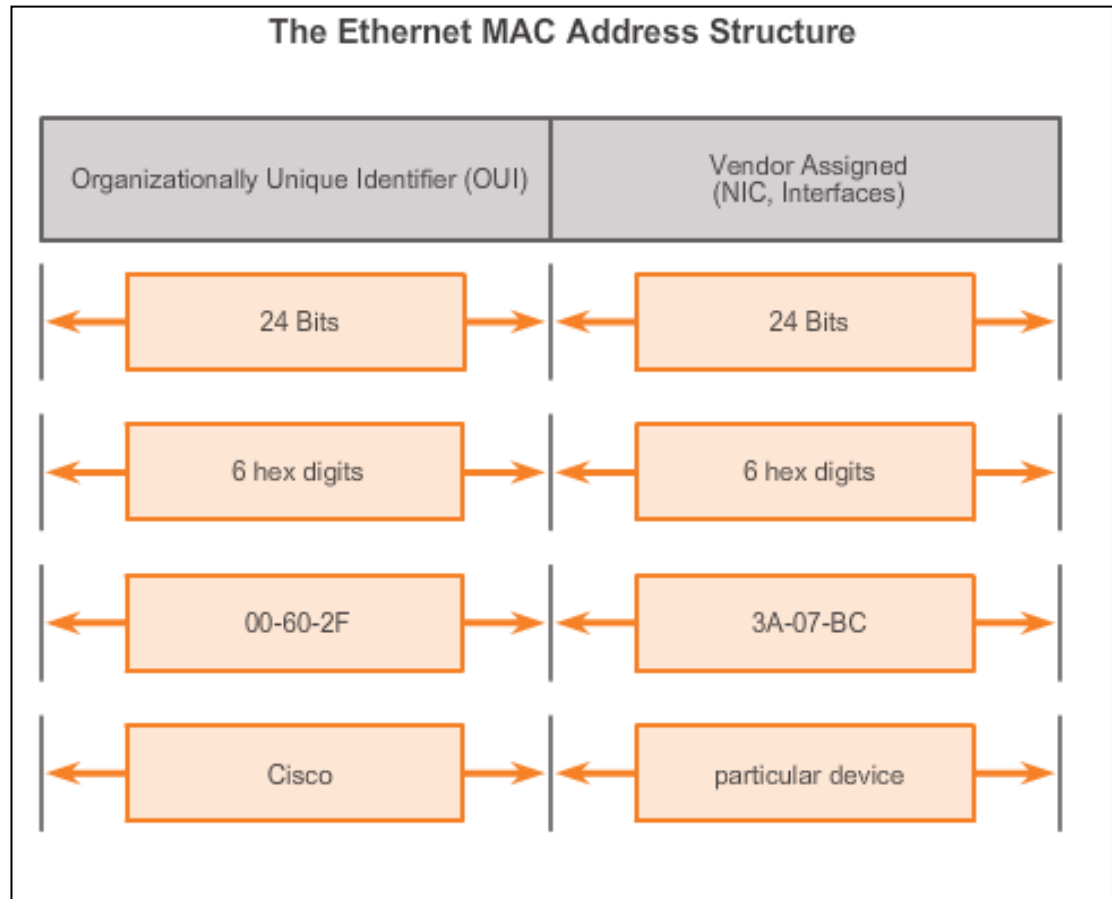 The Ethernet MAC Address Structure
Organizationally Unique Identifier (OUI)
Vendor Assigned
(NIC, Interfaces)
24 Bits
24 Bits
6 hex digits
6 hex digits
00-60-2F
3A-07-BC
Cisco
particular device